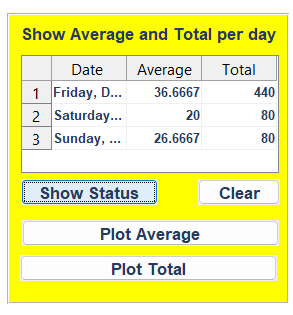 Show Average and Total per day
Date Average Total
1 Friday, D... 36.6667 440
2 Saturday... 20 80
3 Sunday, ... 26.6667 80
Show Status Clear
Plot Average
Plot Total